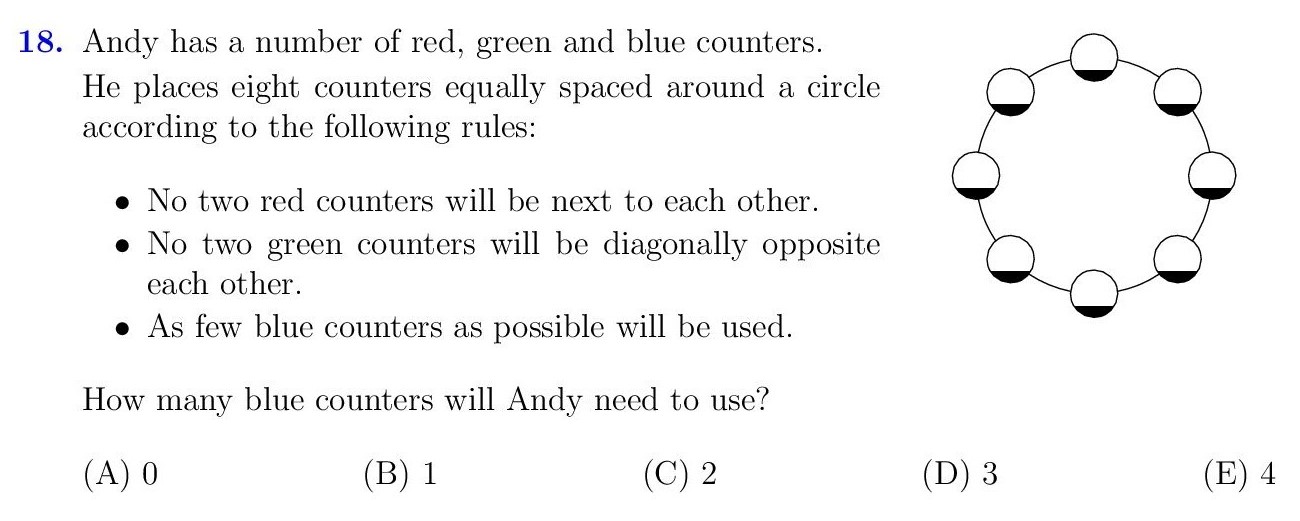 18. Andy has a number of red, green and blue counters.
He places eight counters equally spaced around a circle
according to the following rules:
• No two red counters will be next to each other.
• No two green counters will be diagonally opposite
each other.
• As few blue counters as possible will be used.
How many blue counters will Andy need to use?
(A) 0 (B) 1 (C) 2 (D) 3 (E) 4